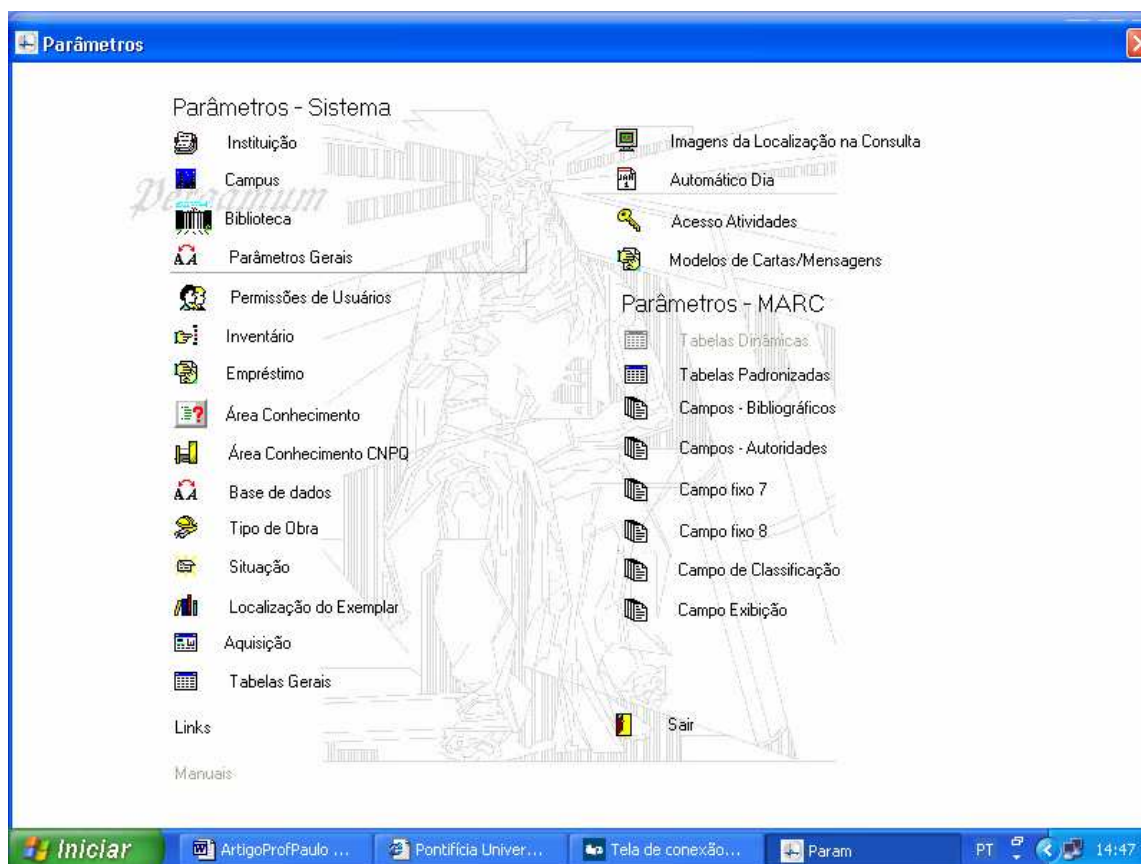 Parâmetros
Parâmetros - Sistema
Instituição
Campus
Pergamum
Biblioteca
Parâmetros Gerais
Permissões de Usuários
Inventário
Empréstimo
Área Conhecimento
Área Conhecimento CNPQ
Base de dados
Tipo de Obra
Situação
Localização do Exemplar
Aquisição
Tabelas Gerais
Links
Manuais
Imagens da Localização na Consulta
Automático Dia
Acesso Atividades
Modelos de Cartas/Mensagens
Parâmetros - MARC
Tabelas Dinâmicas
Tabelas Padronizadas
Campos - Bibliográficos
Campos - Autoridades
Campo fixo 7
Campo fixo 8
Campo de Classificação
Campo Exibição
Sair
Iniciar
ArtigoProfPaulo ...
Pontifícia Univer...
Tela de conexão...
Param
PT
14:47